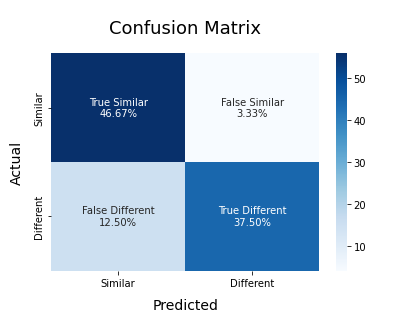 Confusion Matrix
True Similar
46.67%
False Similar
3.33%
False Different
12.50%
True Different
37.50%
Similar
Different
Actual
Similar
Different
Predicted
50
40
30
20
10